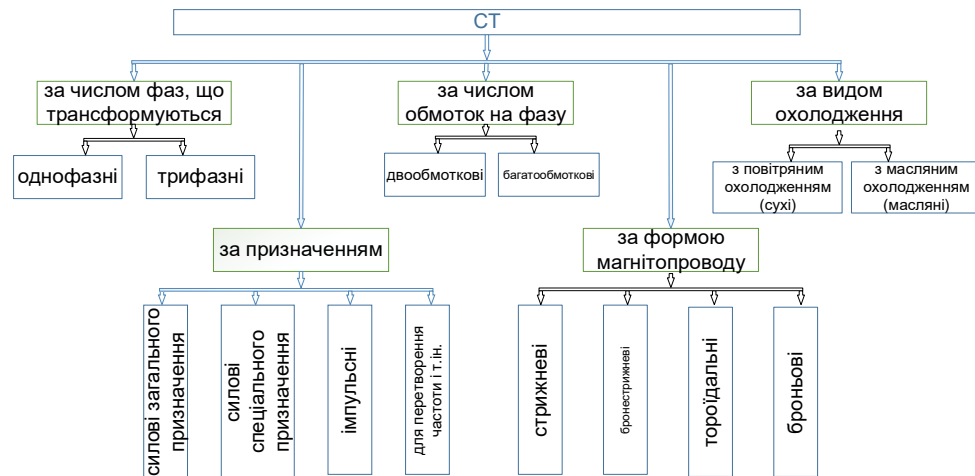 СТ
за числом фаз, що
трансформуються
за числом
обмоток на фазу
за видом
охолодження
однофазні
трифазні
двообмоткові
багатообмоткові
з повітряним
охолодженням
(сухі)
з масляним
охолодженням
(масляні)
за призначенням
за формою
магнітопроводу
силові загального
призначення
силові
спеціального
призначення
імпульсні
для перетворення
частоти і т.ін.
стрижневі
бронестрижневі
тороїдальні
броньові